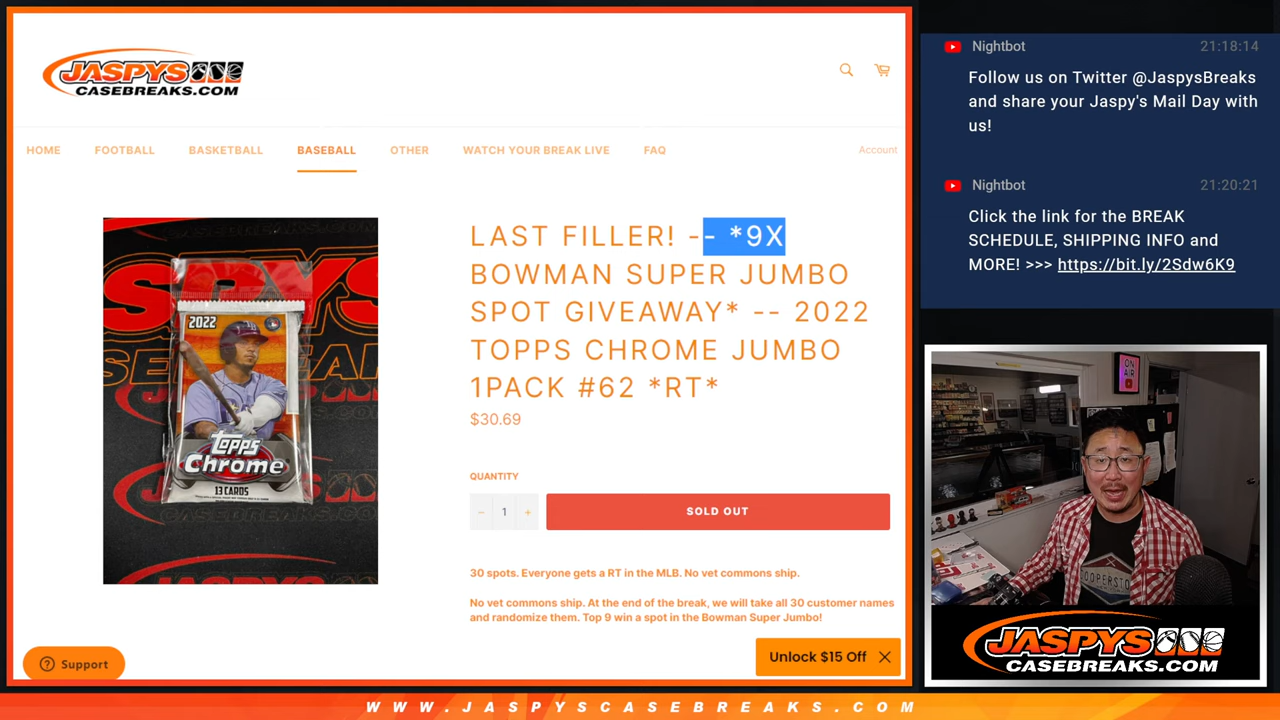 JASPYS
CASEBREAKS.COM
HOME FOOTBALL BASKETBALL BASEBALL OTHER WATCH YOUR BREAK LIVE FAQ Account
2022
topps
Chrome
13 CARDS
LAST FILLER! -- *9X
BOWMAN SUPER JUMBO
SPOT GIVEAWAY* -- 2022
TOPPS CHROME JUMBO
1PACK #62 *RT*
$30.69
QUANTITY
− 1 +
SOLD OUT
30 spots. Everyone gets a RT in the MLB. No vet commons ship.
No vet commons ship. At the end of the break, we will take all 30 customer names
and randomize them. Top 9 win a spot in the Bowman Super Jumbo!
Support
Unlock $15 Off
Nightbot 21:18:14
Follow us on Twitter @JaspysBreaks
and share your Jaspy's Mail Day with
us!
Nightbot 21:20:21
Click the link for the BREAK
SCHEDULE, SHIPPING INFO and
MORE! >>> https://bit.ly/2Sdw6K9
ON
AIR
JASPYS
CASEBREAKS.COM
WWW.JASPYSCASEBREAKS.COM